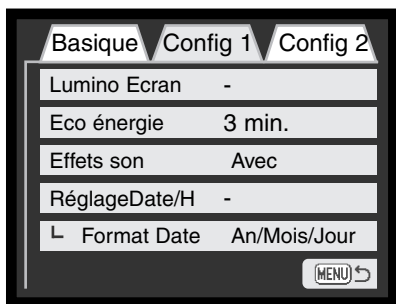 Basique Config 1 Config 2
Lumino Ecran -
Eco énergie 3 min.
Effets son Avec
RéglageDate/H -
Format Date An/Mois/Jour
MENU